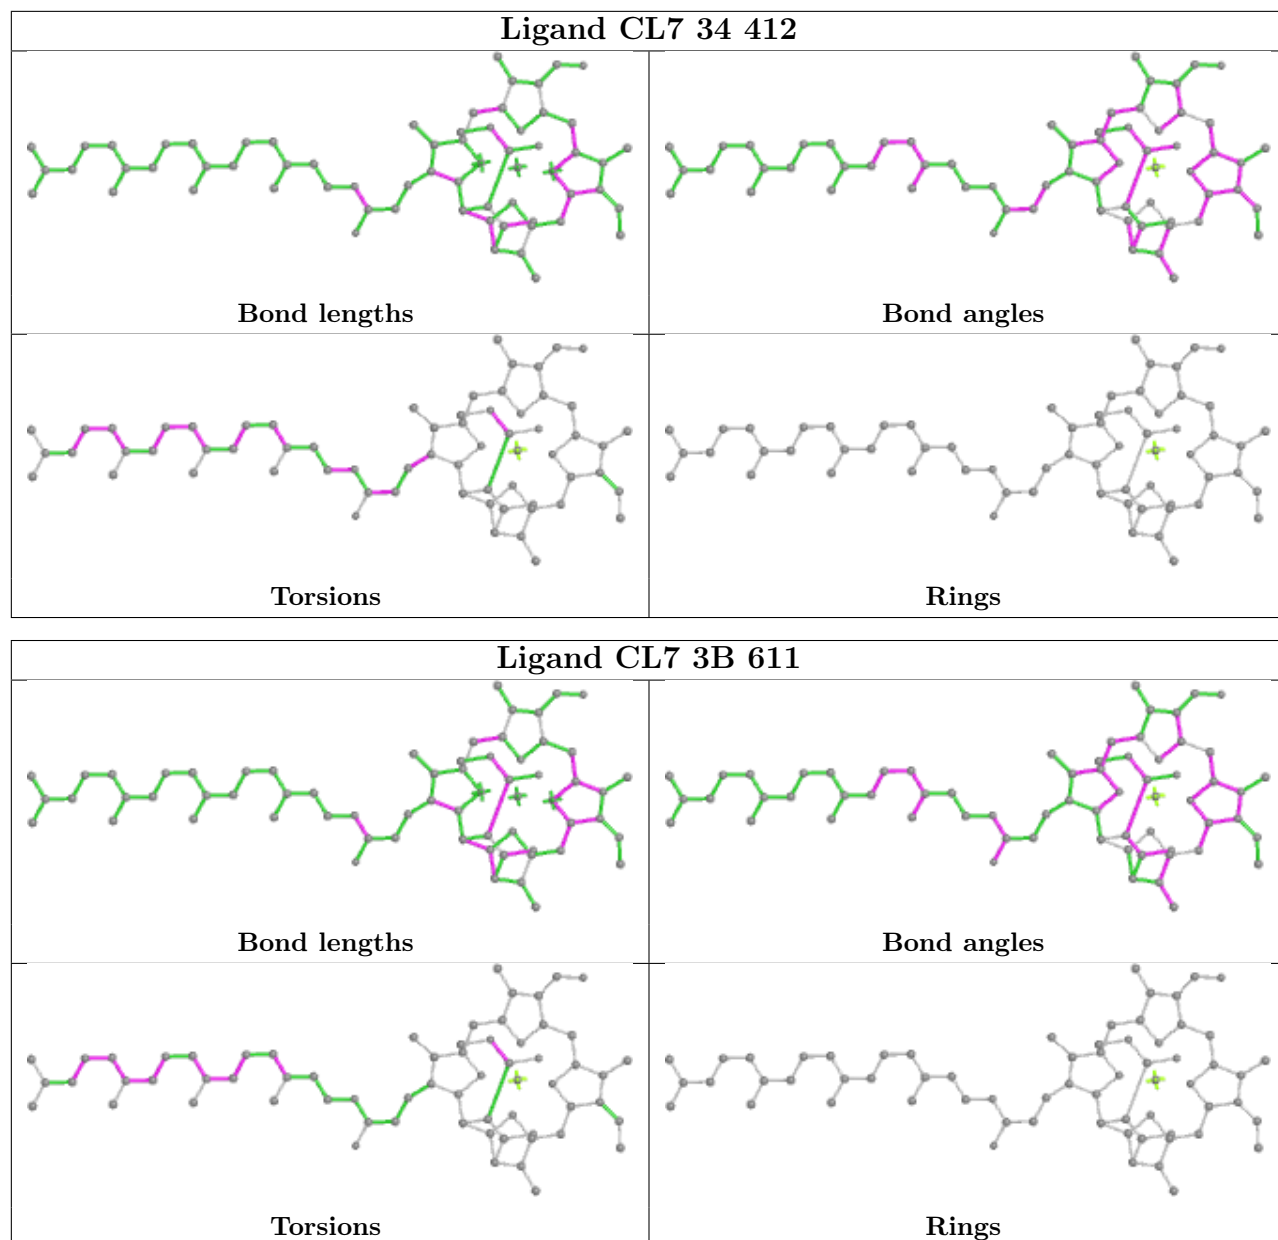 Ligand CL7 34 412
Bond lengths
Bond angles
Torsions
Rings
Ligand CL7 3B 611
Bond lengths
Bond angles
Torsions
Rings